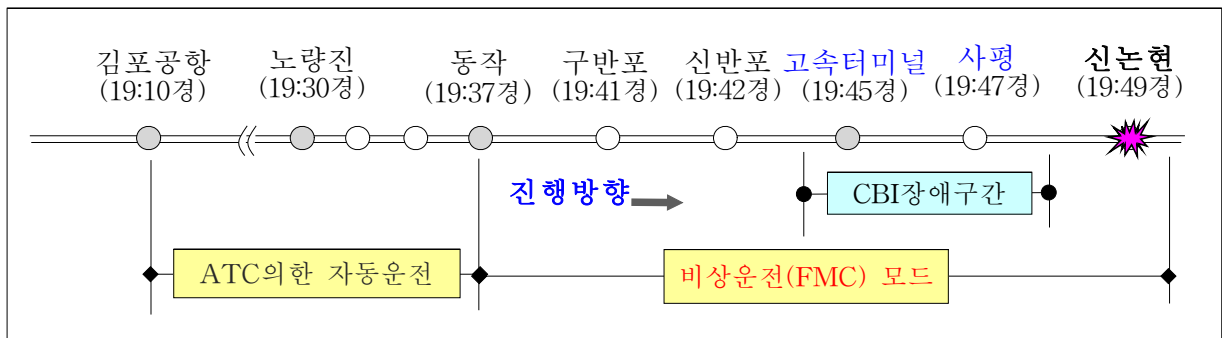 김포공항
(19:10경)
노량진
(19:30경)
동작
(19:37경)
구반포
(19:41경)
신반포
(19:42경)
고속터미널
(19:45경)
사평
(19:47경)
신논현
(19:49경)
진행방향
CBI장애구간
ATC의한 자동운전
비상운전(FMC) 모드